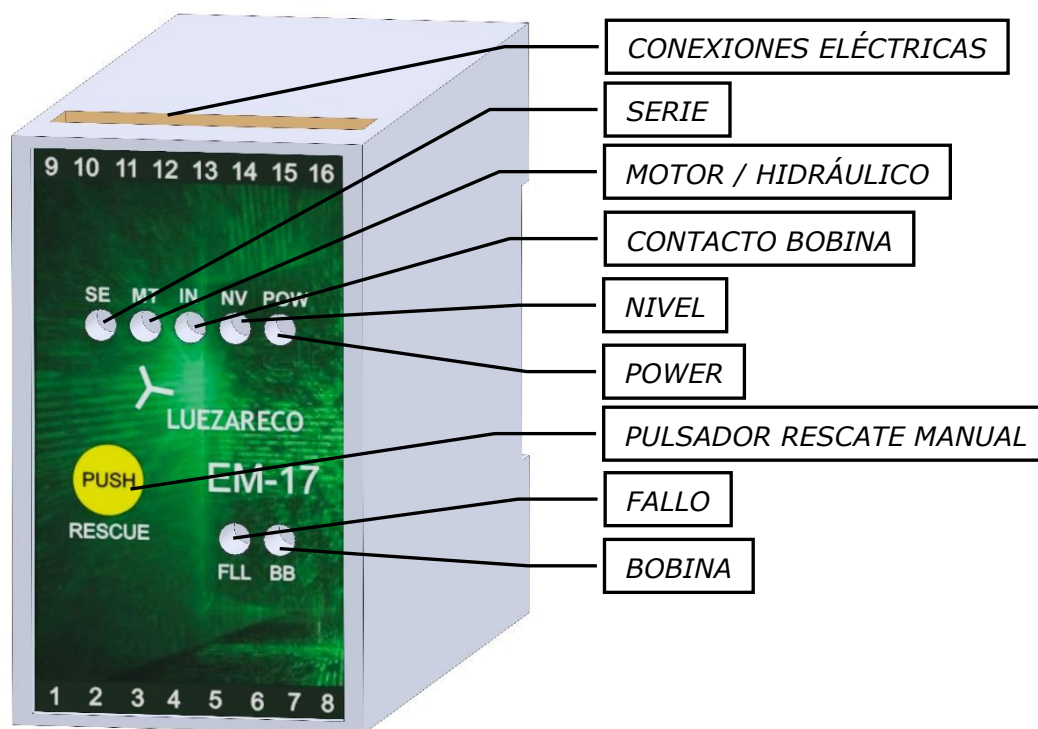 CONEXIONES ELÉCTRICAS
SERIE
MOTOR / HIDRÁULICO
CONTACTO BOBINA
NIVEL
POWER
PULSADOR RESCATE MANUAL
FALLO
BOBINA
9 10 11 12 13 14 15 16
SE MT IN NV POW
LUEZARECO
PUSH
EM-17
RESCUE
FLL BB
1 2 3 4 5 6 7 8